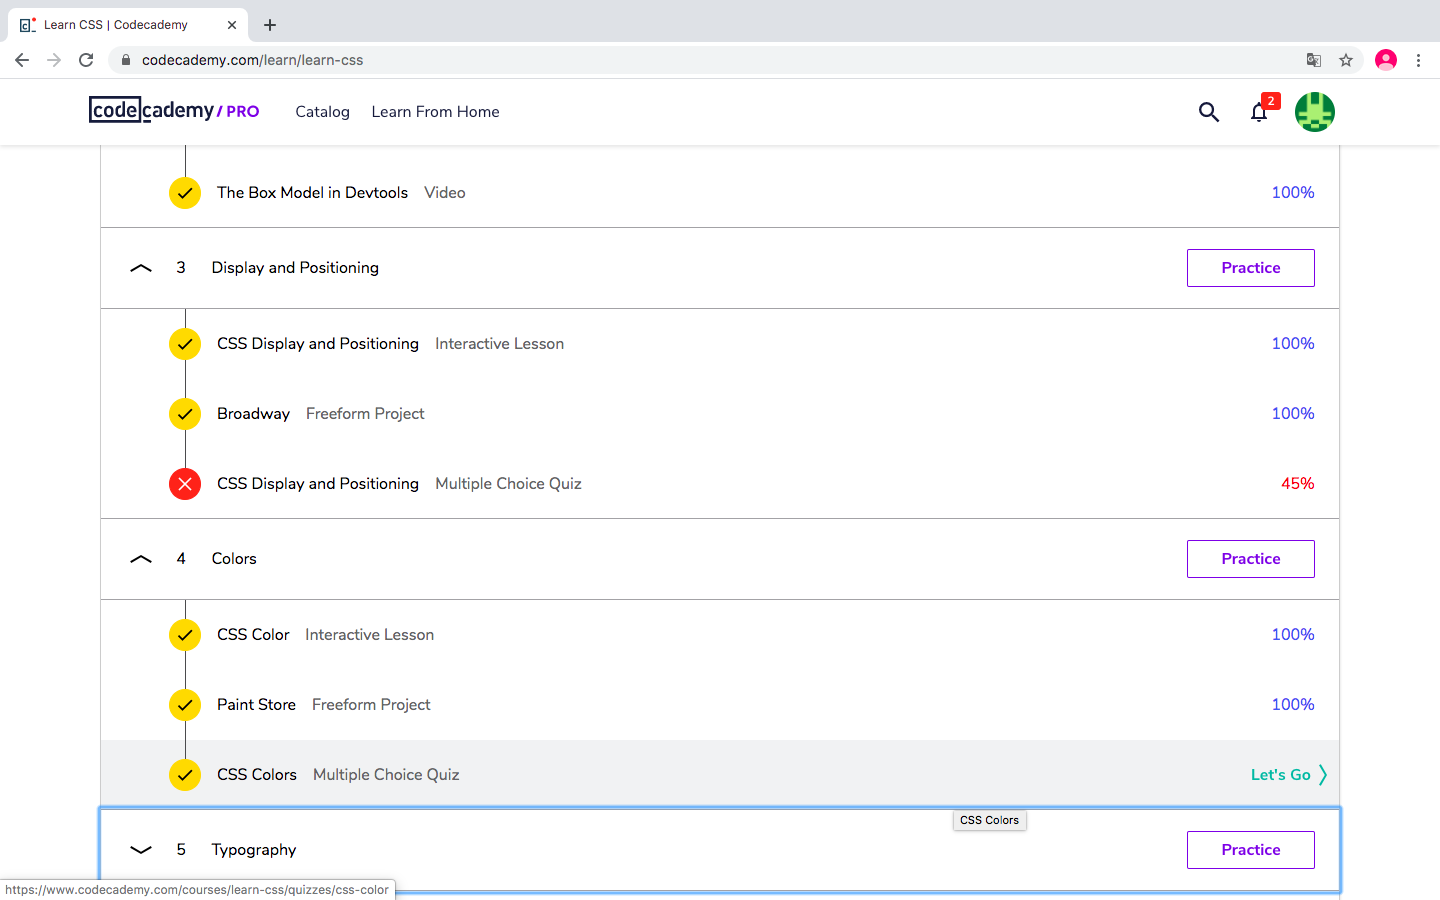 Learn CSS | Codecademy
codecademy.com/learn/learn-css
codecademy/PRO Catalog Learn From Home 2
The Box Model in Devtools Video 100%
3 Display and Positioning Practice
CSS Display and Positioning Interactive Lesson 100%
Broadway Freeform Project 100%
CSS Display and Positioning Multiple Choice Quiz 45%
4 Colors Practice
CSS Color Interactive Lesson 100%
Paint Store Freeform Project 100%
CSS Colors Multiple Choice Quiz Let's Go
CSS Colors
5 Typography Practice
https://www.codecademy.com/courses/learn-css/quizzes/css-color